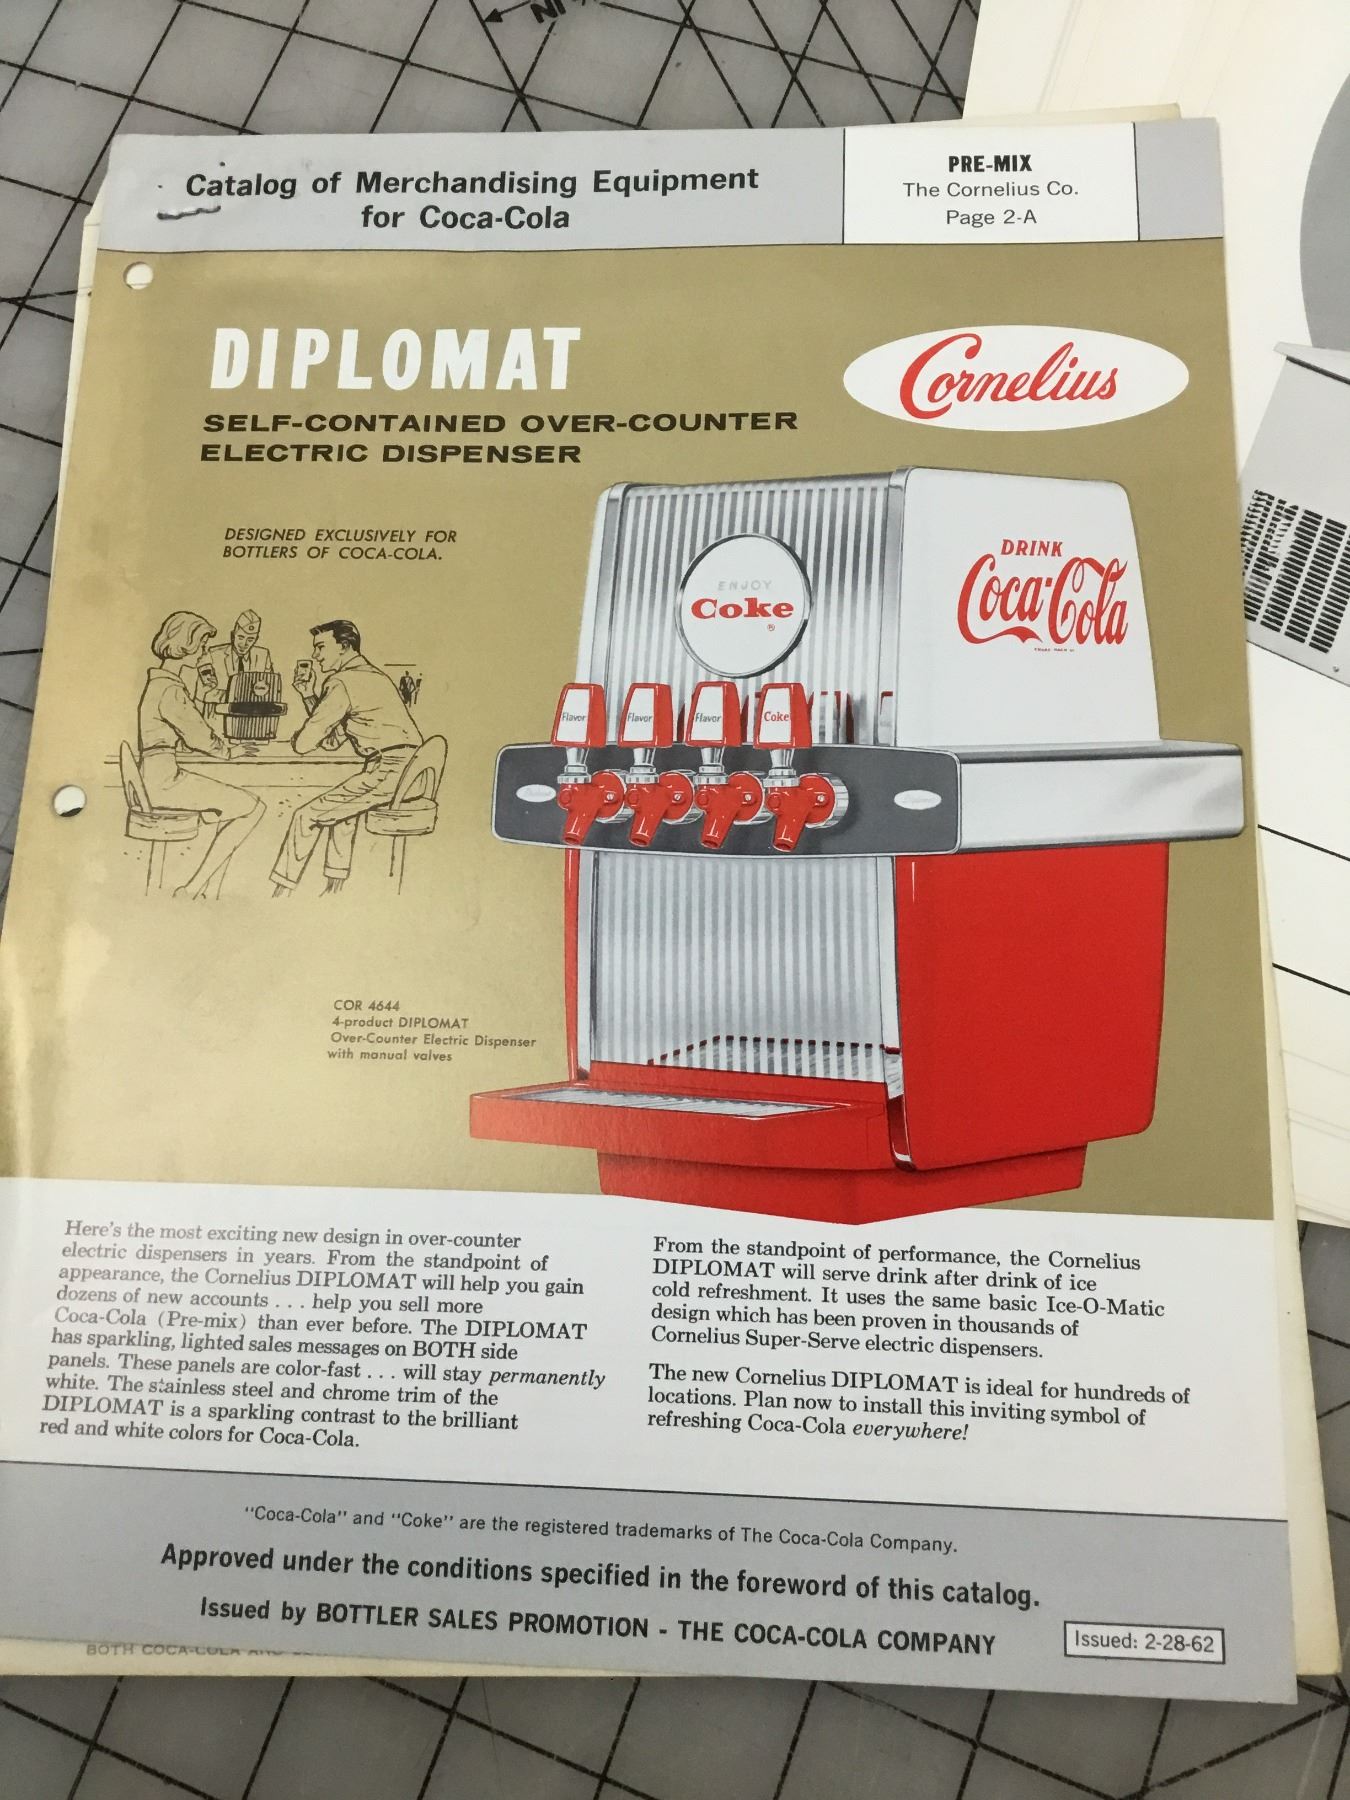 Catalog of Merchandising Equipment
for Coca-Cola
PRE-MIX
The Cornelius Co.
Page 2-A
DIPLOMAT
SELF-CONTAINED OVER-COUNTER
ELECTRIC DISPENSER
Cornelius
DESIGNED EXCLUSIVELY FOR
BOTTLERS OF COCA-COLA.
ENJOY
Coke
®
DRINK
Coca-Cola
Flavor
Flavor
Flavor
Coke
COR 4644
4-product DIPLOMAT
Over-Counter Electric Dispenser
with manual valves
Here's the most exciting new design in over-counter
electric dispensers in years. From the standpoint of
appearance, the Cornelius DIPLOMAT will help you gain
dozens of new accounts . . . help you sell more
Coca-Cola (Pre-mix) than ever before. The DIPLOMAT
has sparkling, lighted sales messages on BOTH side
panels. These panels are color-fast . . . will stay permanently
white. The stainless steel and chrome trim of the
DIPLOMAT is a sparkling contrast to the brilliant
red and white colors for Coca-Cola.
From the standpoint of performance, the Cornelius
DIPLOMAT will serve drink after drink of ice
cold refreshment. It uses the same basic Ice-O-Matic
design which has been proven in thousands of
Cornelius Super-Serve electric dispensers.
The new Cornelius DIPLOMAT is ideal for hundreds of
locations. Plan now to install this inviting symbol of
refreshing Coca-Cola everywhere!
"Coca-Cola" and "Coke" are the registered trademarks of The Coca-Cola Company.
Approved under the conditions specified in the foreword of this catalog.
Issued by BOTTLER SALES PROMOTION - THE COCA-COLA COMPANY
Issued: 2-28-62
BOTH COCA-COLA